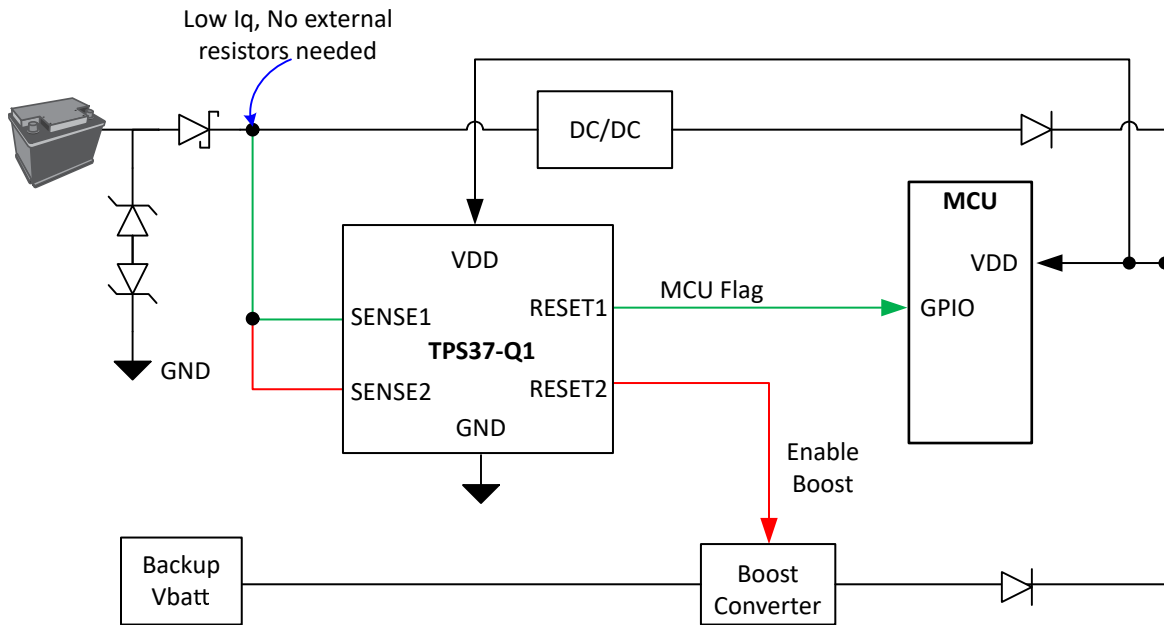 Low Iq, No external
resistors needed
DC/DC
MCU
VDD
VDD
RESET1
MCU Flag
GPIO
SENSE1
TPS37-Q1
GND
SENSE2
RESET2
GND
Enable
Boost
Backup
Vbatt
Boost
Converter